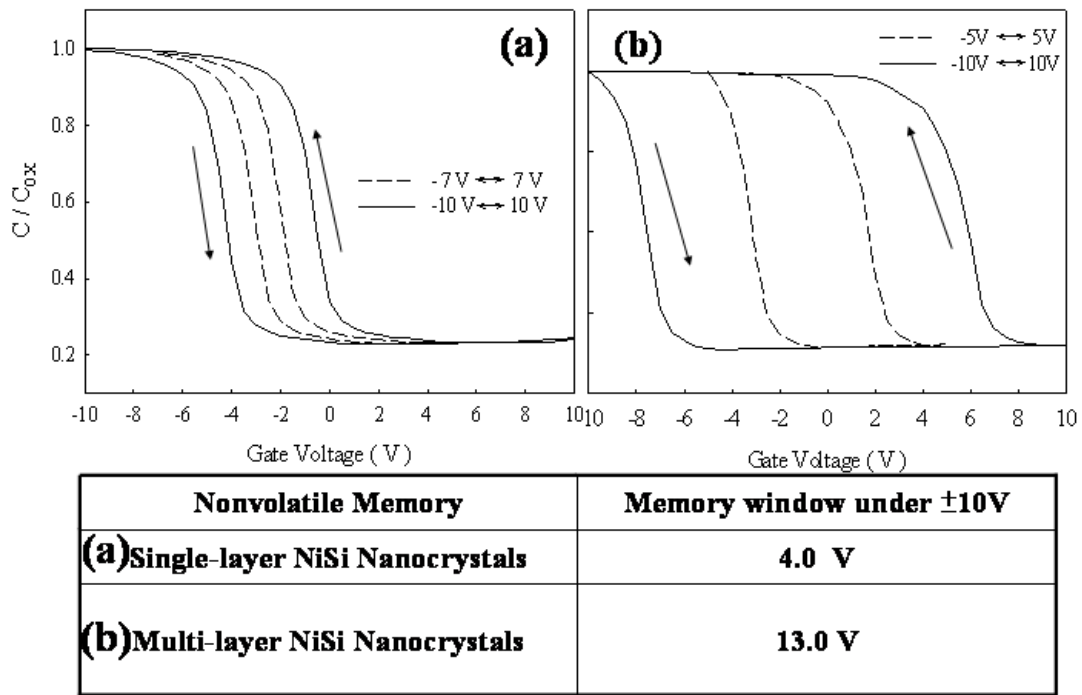 (a)
1.0
0.8
0.6
0.4
0.2
C / C_OX
-7 V ↔ 7 V
-10 V ↔ 10 V
-10 -8 -6 -4 -2 0 2 4 6 8 10
Gate Voltage ( V )
(b)
-5V ↔ 5V
-10V ↔ 10V
-10 -8 -6 -4 -2 0 2 4 6 8 10
Gate Voltage ( V )
Nonvolatile Memory Memory window under ±10V
(a)Single-layer NiSi Nanocrystals 4.0 V
(b)Multi-layer NiSi Nanocrystals 13.0 V